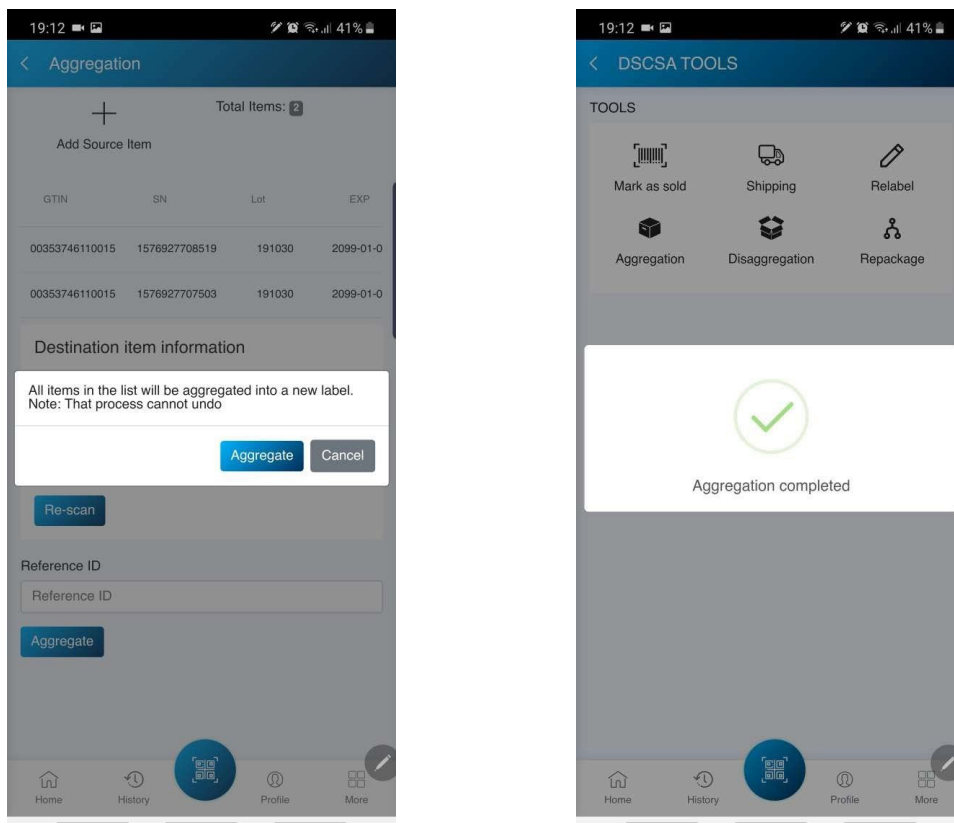 19:12 41%
Aggregation
Total Items: 2
Add Source Item
GTIN SN Lot EXP
00353746110015 1576927708519 191030 2099-01-0
00353746110015 1576927707503 191030 2099-01-0
Destination item information
All items in the list will be aggregated into a new label.
Note: That process cannot undo
Aggregate Cancel
Re-scan
Reference ID
Reference ID
Aggregate
Home History Profile More
19:12 41%
DSCSA TOOLS
TOOLS
Mark as sold Shipping Relabel
Aggregation Disaggregation Repackage
Aggregation completed
Home History Profile More